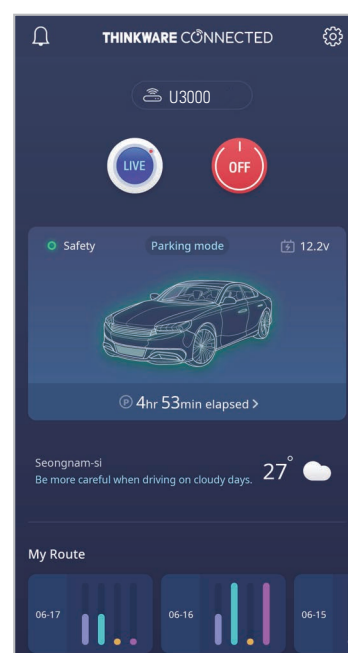 THINKWARE CONNECTED
U3000
LIVE
OFF
Safety Parking mode 12.2v
P 4hr 53min elapsed >
Seongnam-si
Be more careful when driving on cloudy days. 27°
My Route
06-17 06-16 06-15